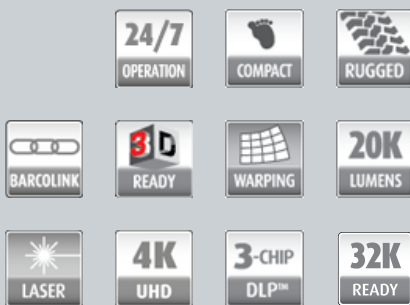 24/7
OPERATION
COMPACT
RUGGED
BARCOLINK
3D
READY
WARPING
20K
LUMENS
LASER
4K
UHD
3-CHIP
DLP™
32K
READY